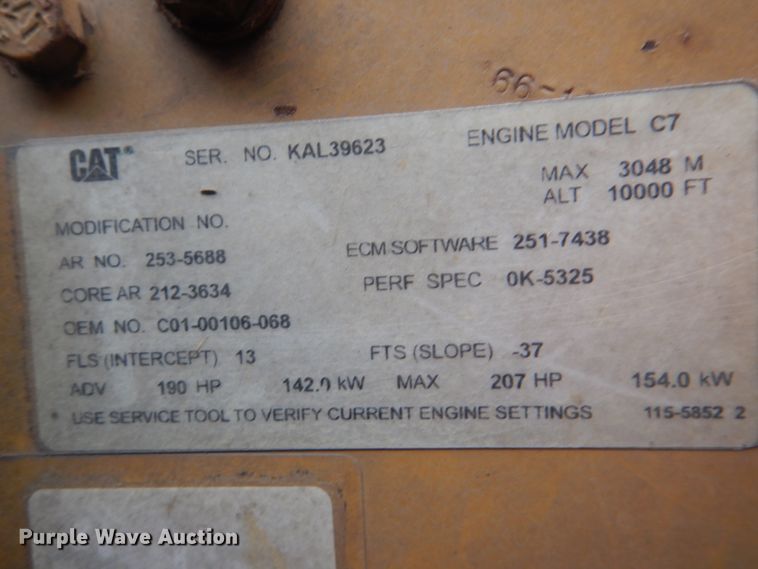 CAT® SER. NO. KAL39623 ENGINE MODEL C7
MAX 3048 M
ALT 10000 FT
MODIFICATION NO. -
AR NO. 253-5688 ECM SOFTWARE 251-7438
CORE AR 212-3634 PERF SPEC 0K-5325
OEM NO. C01-00106-068
FLS (INTERCEPT) 13 FTS (SLOPE) -37
ADV 190 HP 142.0 kW MAX 207 HP 154.0 kW
* USE SERVICE TOOL TO VERIFY CURRENT ENGINE SETTINGS 115-5852 2
Purple Wave Auction